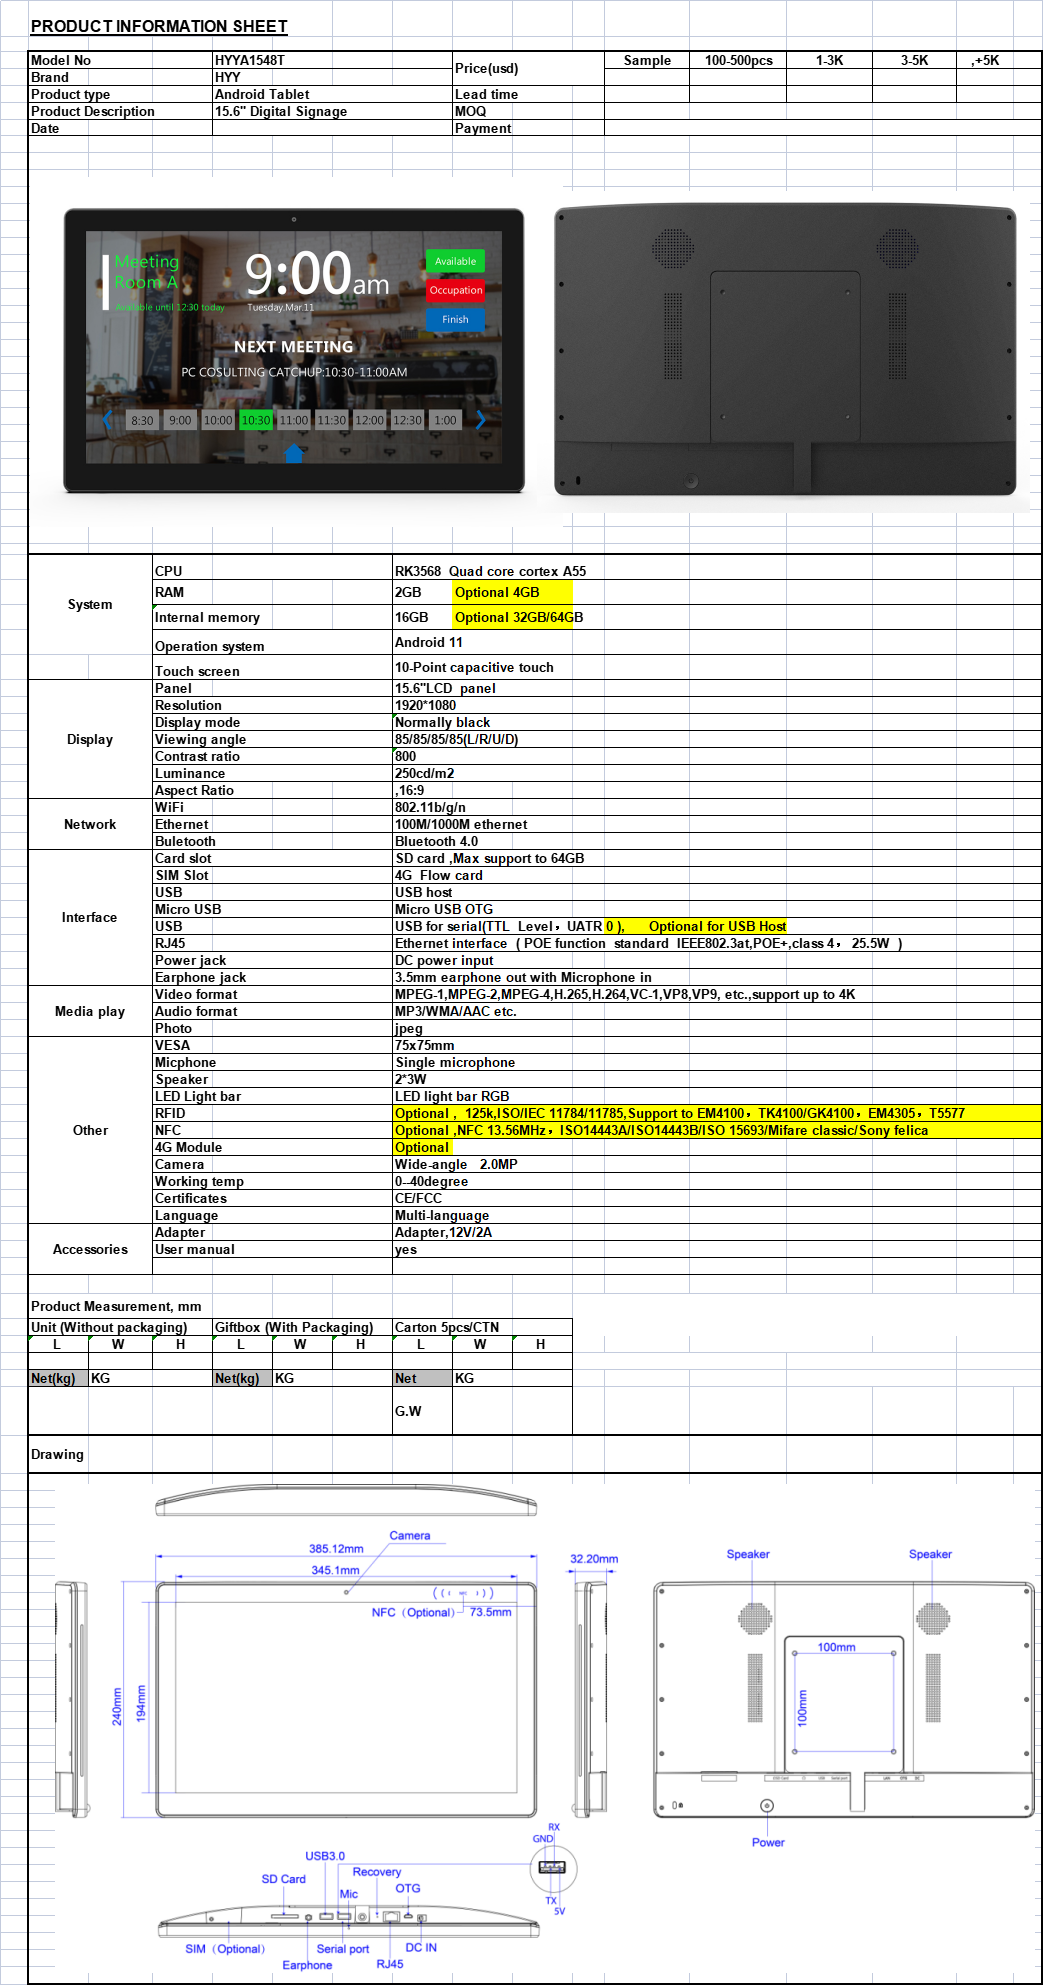 PRODUCT INFORMATION SHEET
Model No HYYA1548T Price(usd) Sample 100-500pcs 1-3K 3-5K ,+5K
Brand HYY
Product type Android Tablet Lead time
Product Description 15.6" Digital Signage MOQ
Date Payment
Meeting
Room A
Available until 12:30 today
9:00am
Tuesday.Mar.11
Available
Occupation
Finish
NEXT MEETING
PC COSULTING CATCHUP:10:30-11:00AM
8:30 9:00 10:00 10:30 11:00 11:30 12:00 12:30 1:00
System
CPU RK3568 Quad core cortex A55
RAM 2GB Optional 4GB
Internal memory 16GB Optional 32GB/64GB
Operation system Android 11
Touch screen 10-Point capacitive touch
Display
Panel 15.6"LCD panel
Resolution 1920*1080
Display mode Normally black
Viewing angle 85/85/85/85(L/R/U/D)
Contrast ratio 800
Luminance 250cd/m2
Aspect Ratio ,16:9
Network
WiFi 802.11b/g/n
Ethernet 100M/1000M ethernet
Buletooth Bluetooth 4.0
Interface
Card slot SD card ,Max support to 64GB
SIM Slot 4G Flow card
USB USB host
Micro USB Micro USB OTG
USB USB for serial(TTL Level，UATR 0 ), Optional for USB Host
RJ45 Ethernet interface ( POE function standard IEEE802.3at,POE+,class 4， 25.5W )
Power jack DC power input
Earphone jack 3.5mm earphone out with Microphone in
Media play
Video format MPEG-1,MPEG-2,MPEG-4,H.265,H.264,VC-1,VP8,VP9, etc.,support up to 4K
Audio format MP3/WMA/AAC etc.
Photo jpeg
Other
VESA 75x75mm
Micphone Single microphone
Speaker 2*3W
LED Light bar LED light bar RGB
RFID Optional , 125k,ISO/IEC 11784/11785,Support to EM4100，TK4100/GK4100，EM4305，T5577
NFC Optional ,NFC 13.56MHz，ISO14443A/ISO14443B/ISO 15693/Mifare classic/Sony felica
4G Module Optional
Camera Wide-angle 2.0MP
Working temp 0--40degree
Certificates CE/FCC
Language Multi-language
Accessories
Adapter Adapter,12V/2A
User manual yes
Product Measurement, mm
Unit (Without packaging) Giftbox (With Packaging) Carton 5pcs/CTN
L W H L W H L W H
Net(kg) KG Net(kg) KG Net KG
G.W
Drawing
Camera
385.12mm
345.1mm
32.20mm
Speaker Speaker
NFC（Optional） 73.5mm
240mm
194mm
100mm
100mm
Power
RX
GND
TX
5V
USB3.0
SD Card
Recovery
Mic
OTG
SIM（Optional）
Serial port
DC IN
Earphone
RJ45